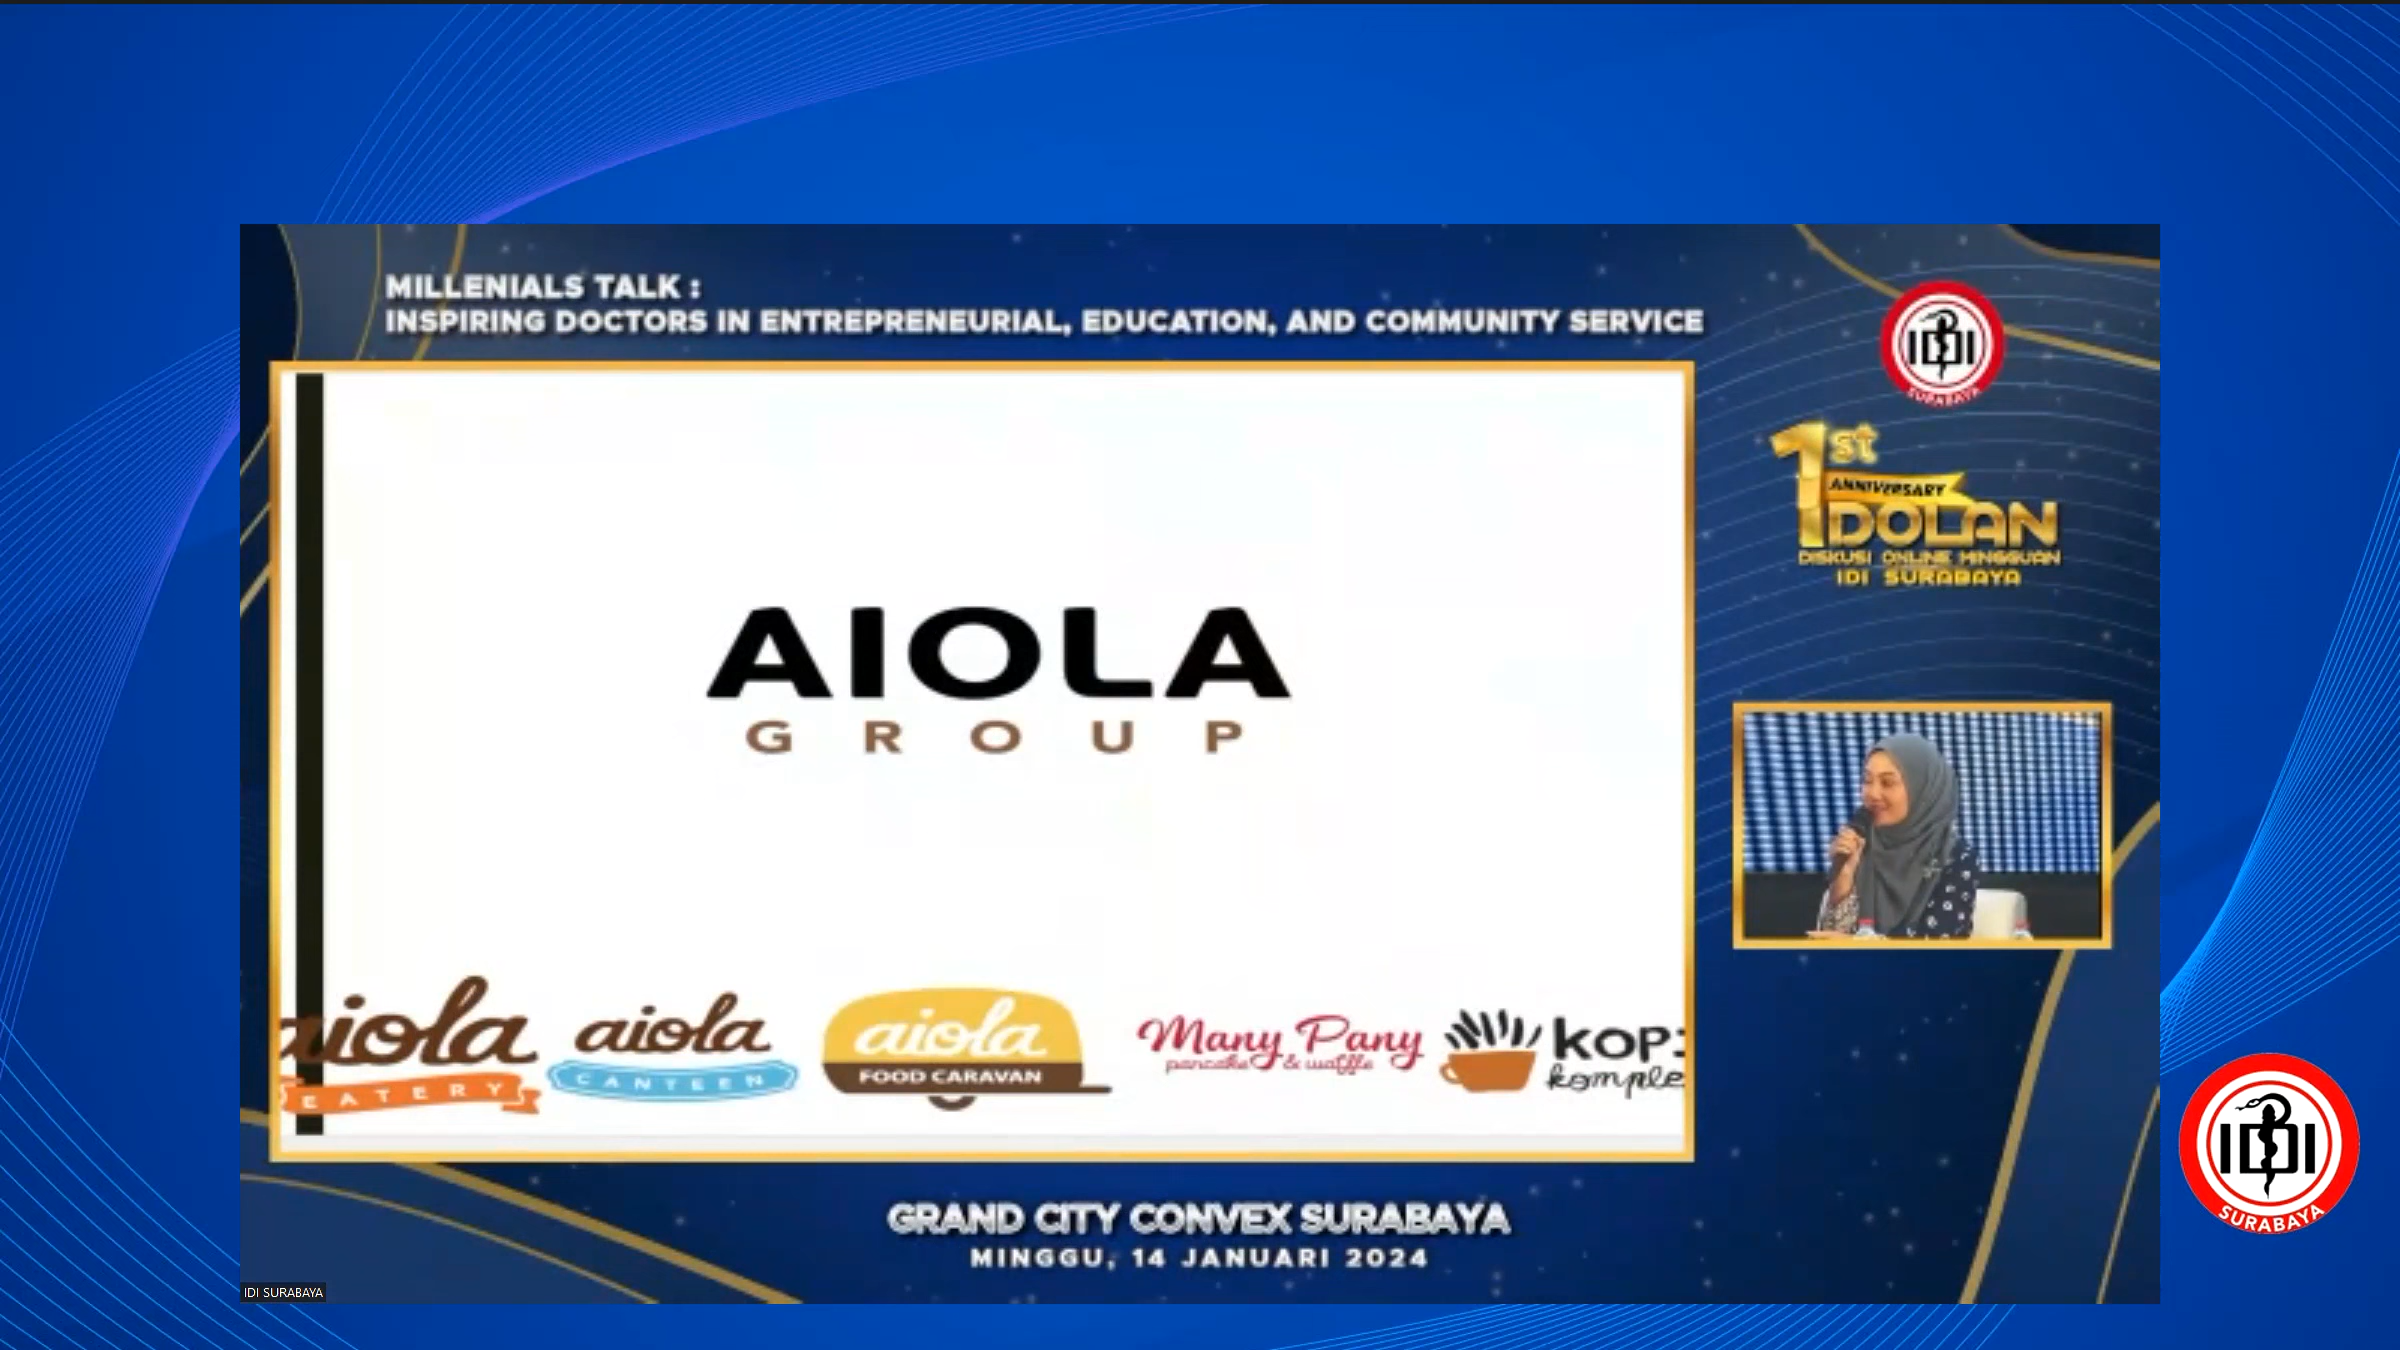 MILLENIALS TALK :
INSPIRING DOCTORS IN ENTREPRENEURIAL, EDUCATION, AND COMMUNITY SERVICE
IDI
SURABAYA
1st
ANNIVERSARY
DOLAN
DISKUSI ONLINE MINGGUAN
IDI SURABAYA
AIOLA
GROUP
aiola
EATERY
aiola
CANTEEN
aiola
FOOD CARAVAN
Many Pany
pancake & waffle
KOP
komple
GRAND CITY CONVEX SURABAYA
MINGGU, 14 JANUARI 2024
IDI SURABAYA
IDI
SURABAYA